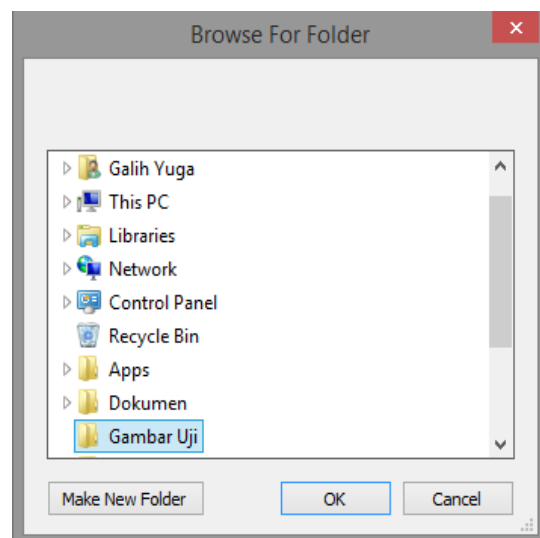 Browse For Folder
Galih Yuga
This PC
Libraries
Network
Control Panel
Recycle Bin
Apps
Dokumen
Gambar Uji
Make New Folder OK Cancel